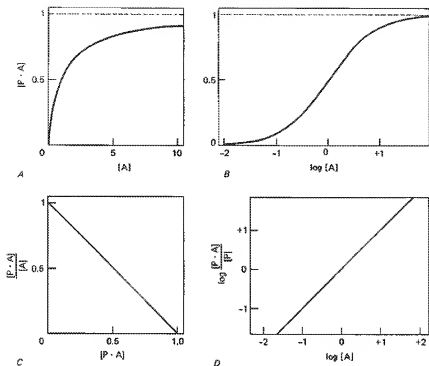 1
0.5
0
[P · A]
0 5 10
[A]
A
1
0.5
0
-2 -1 0 +1 +2
log [A]
B
1
0.5
0
[P · A]
[A]
0 0.5 1.0
[P · A]
C
+1
0
-1
log [P · A]
[P]
-2 -1 0 +1 +2
log [A]
D